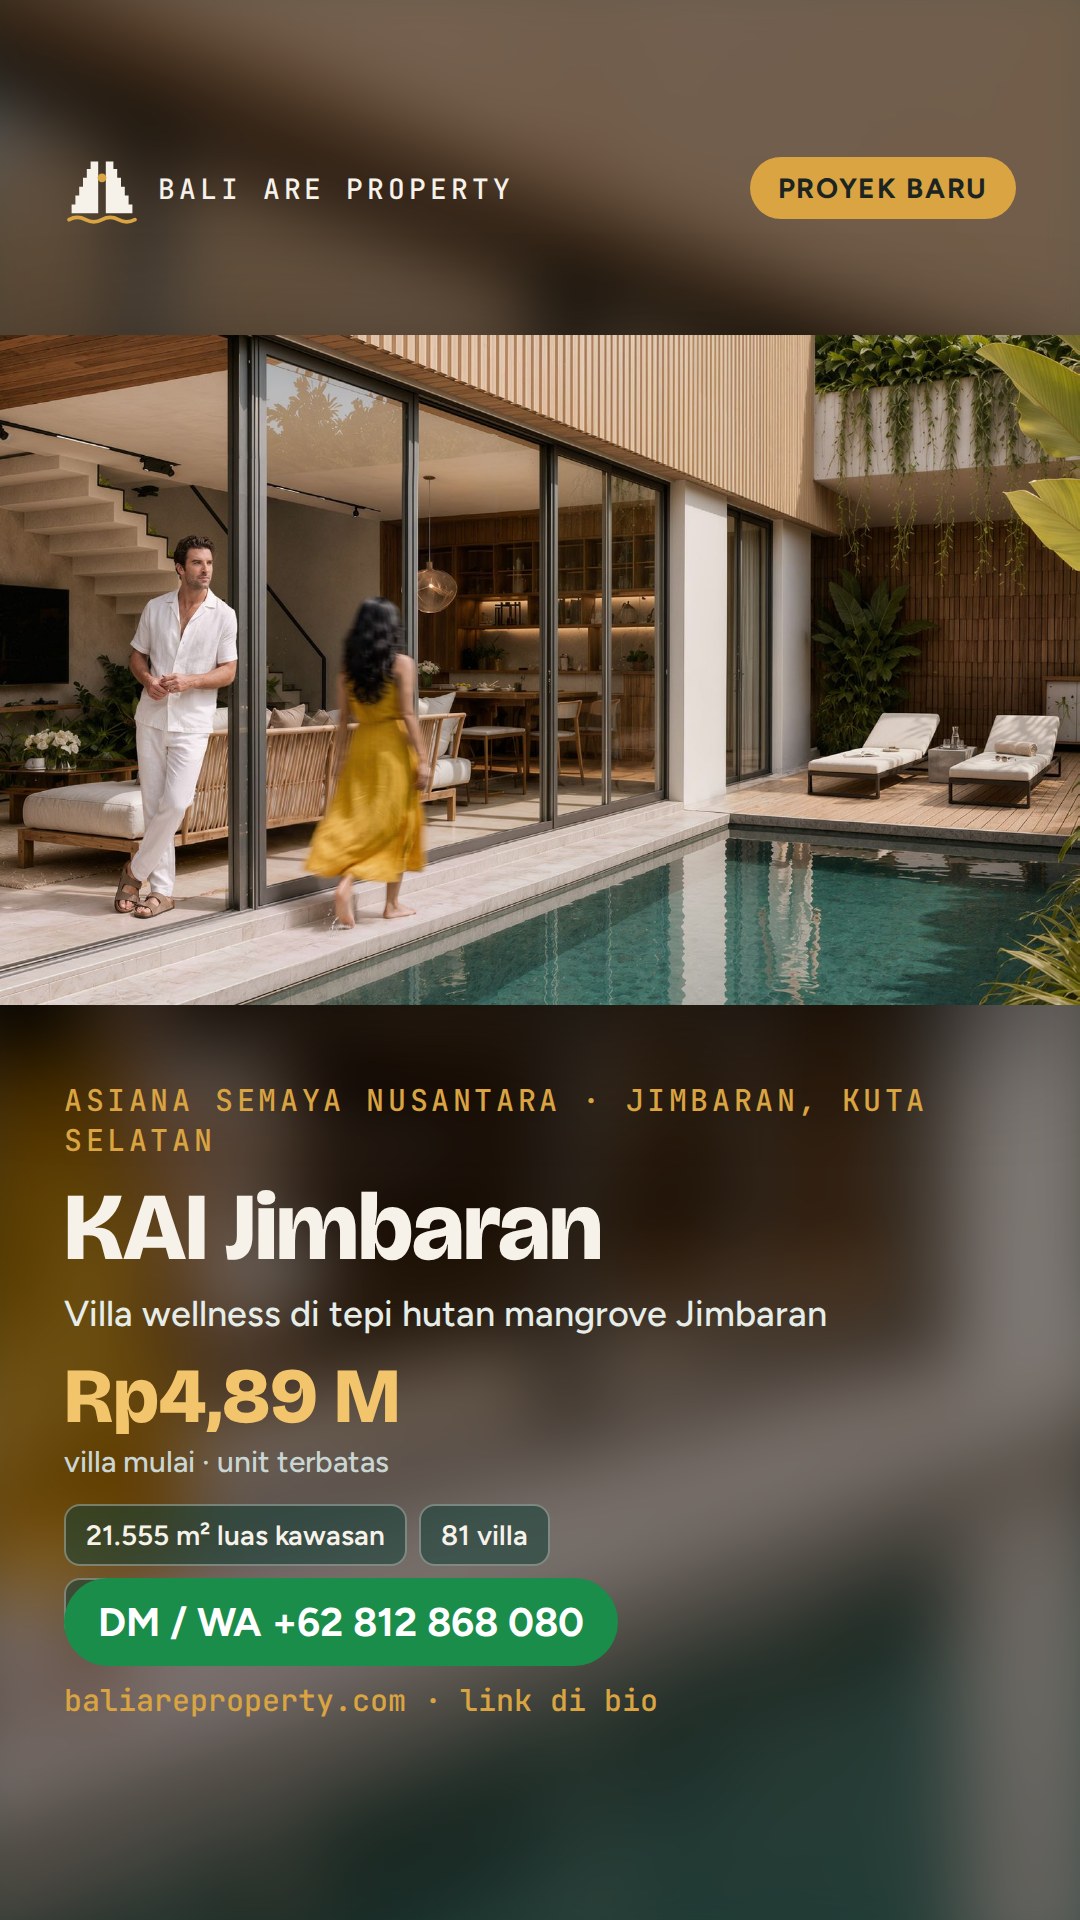 BALI ARE PROPERTY
PROYEK BARU
ASIANA SEMAYA NUSANTARA · JIMBARAN, KUTA
SELATAN
KAI Jimbaran
Villa wellness di tepi hutan mangrove Jimbaran
Rp4,89 M
villa mulai · unit terbatas
21.555 m² luas kawasan
81 villa
DM / WA +62 812 868 080
baliareproperty.com · link di bio